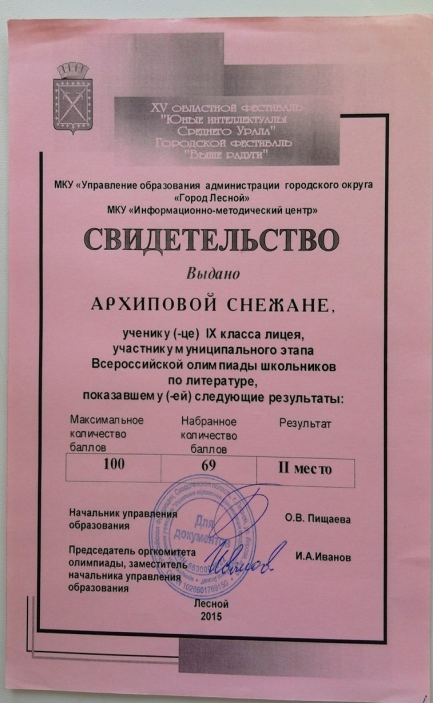 XV областной фестиваль
"Юные интеллектуалы
Среднего Урала"
Городской фестиваль
"Выше радуги"
МКУ «Управление образования администрации городского округа
«Город Лесной»
МКУ «Информационно-методический центр»
СВИДЕТЕЛЬСТВО
Выдано
АРХИПОВОЙ СНЕЖАНЕ,
ученику (-це) IX класса лицея,
участнику муниципального этапа
Всероссийской олимпиады школьников
по литературе,
показавшему (-ей) следующие результаты:
Максимальное количество баллов
Набранное количество баллов
Результат
100 69 II место
Начальник управления
образования
О.В. Пищаева
Для
документов
Председатель оргкомитета
олимпиады, заместитель
начальника управления
образования
И.А.Иванов
Лесной
2015